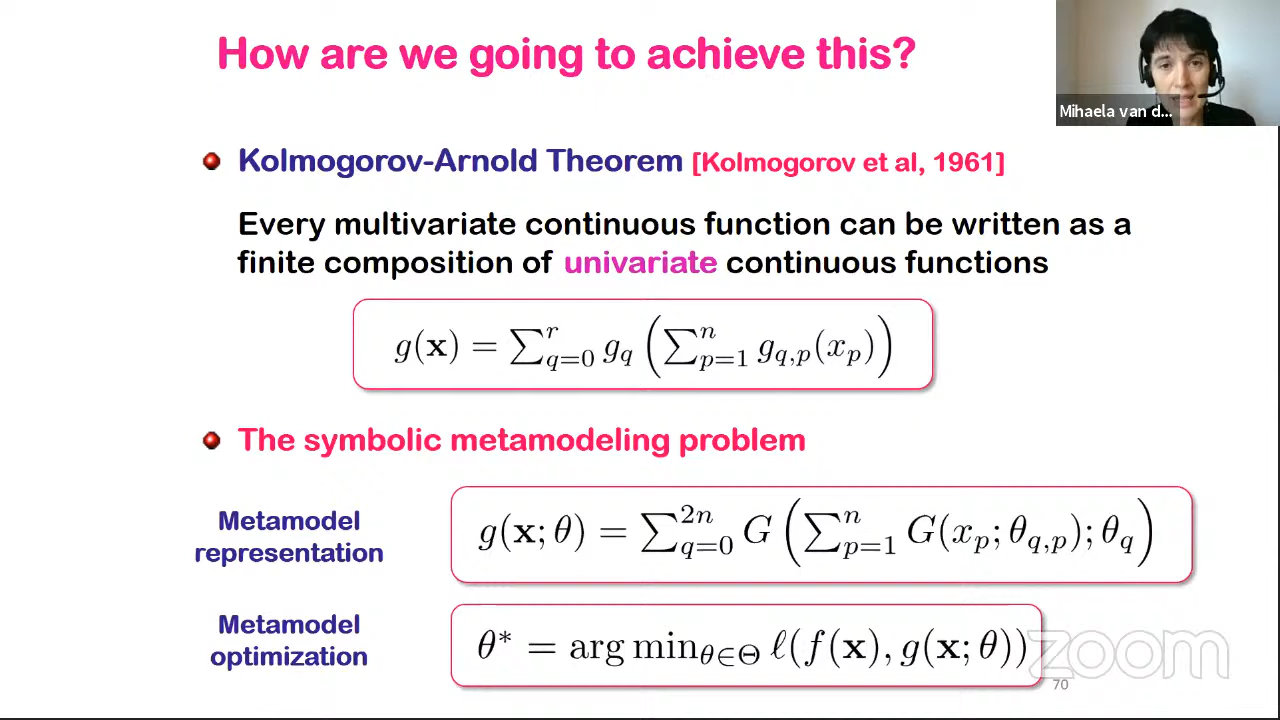 How are we going to achieve this?
Mihaela van d...
Kolmogorov-Arnold Theorem [Kolmogorov et al, 1961]
Every multivariate continuous function can be written as a
finite composition of univariate continuous functions
g(𝐱) = ∑_{q=0}^{r} g_q (∑_{p=1}^{n} g_{q,p}(x_p))
The symbolic metamodeling problem
Metamodel
representation
g(𝐱; θ) = ∑_{q=0}^{2n} G (∑_{p=1}^{n} G(x_p; θ_{q,p}); θ_q)
Metamodel
optimization
θ* = arg min_{θ∈Θ} ℓ(f(𝐱), g(𝐱; θ))
zoom
70